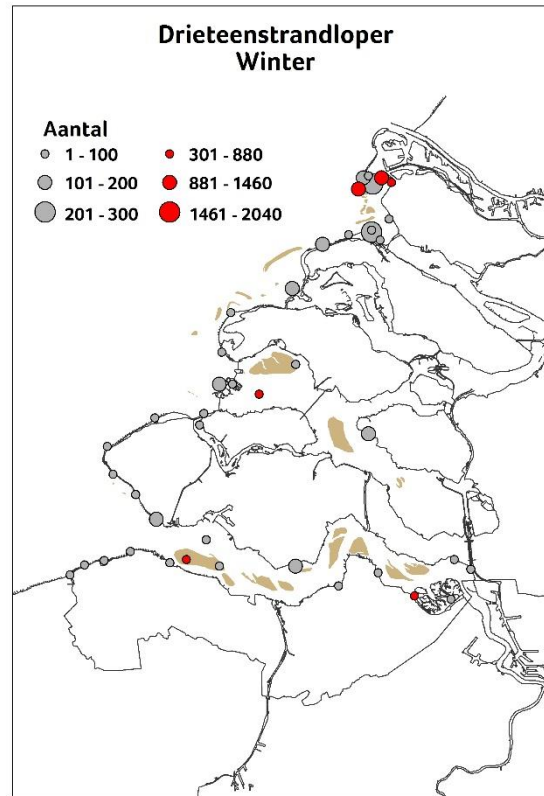 Drieteenstrandloper
Winter
Aantal
1 - 100
101 - 200
201 - 300
301 - 880
881 - 1460
1461 - 2040